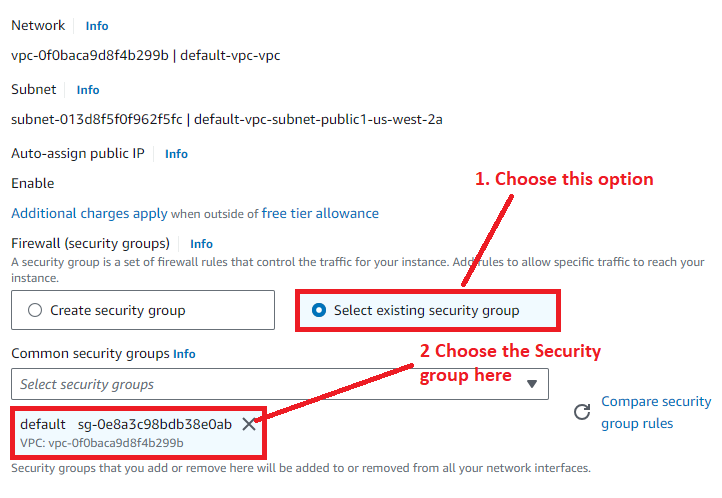 Network Info
vpc-0f0baca9d8f4b299b | default-vpc-vpc
Subnet Info
subnet-013d8f5f0f962f5fc | default-vpc-subnet-public1-us-west-2a
Auto-assign public IP Info
Enable
1. Choose this option
Additional charges apply when outside of free tier allowance
Firewall (security groups) Info
A security group is a set of firewall rules that control the traffic for your instance. Add rules to allow specific traffic to reach your
instance.
Create security group
Select existing security group
Common security groups Info
2 Choose the Security
group here
Select security groups
Compare security
group rules
default sg-0e8a3c98bdb38e0ab
VPC: vpc-0f0baca9d8f4b299b
Security groups that you add or remove here will be added to or removed from all your network interfaces.